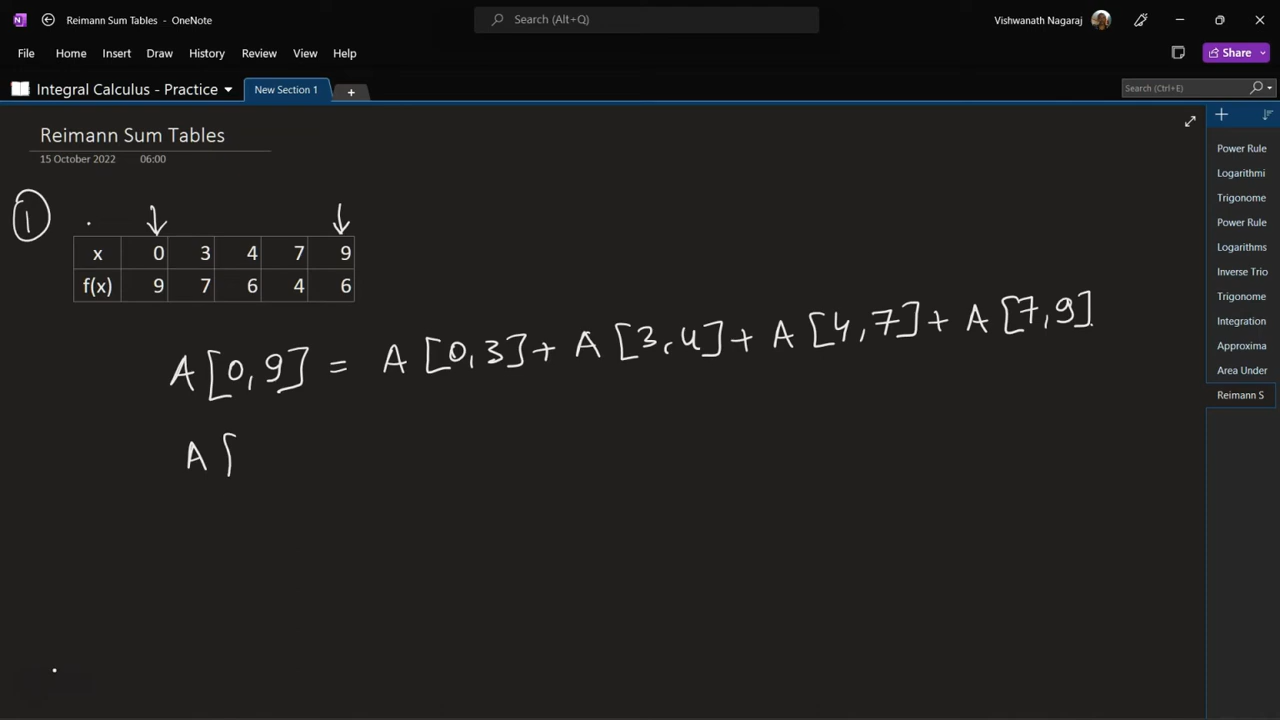 Reimann Sum Tables - OneNote
Search (Alt+Q)
Vishwanath Nagaraj
File Home Insert Draw History Review View Help
Share
Integral Calculus - Practice
New Section 1
+
Search (Ctrl+E)
Reimann Sum Tables
15 October 2022 06:00
1
x 0 3 4 7 9
f(x) 9 7 6 4 6
A [0, 9] = A [0, 3] + A [3, 4] + A [4, 7] + A [7, 9]
A [
Power Rule
Logarithmi
Trigonome
Power Rule
Logarithms
Inverse Trio
Trigonome
Integration
Approxima
Area Under
Reimann S